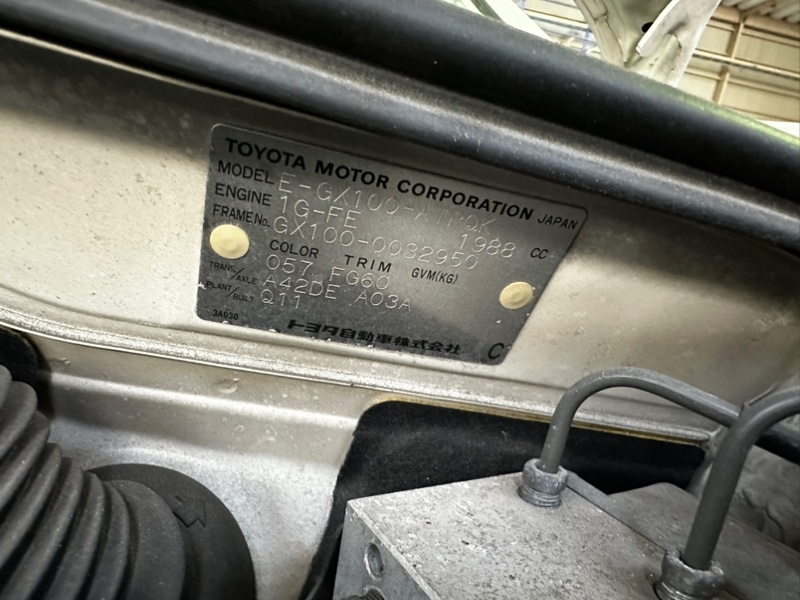 TOYOTA MOTOR CORPORATION JAPAN
MODEL E-GX100-ATPQK
ENGINE 1G-FE 1988 CC
FRAME No. GX100-0032950
COLOR TRIM GVM(KG)
057 FG60
TRANS/AXLE A42DE A03A
PLANT/BUILT Q11
3A030 トヨタ自動車株式会社 C